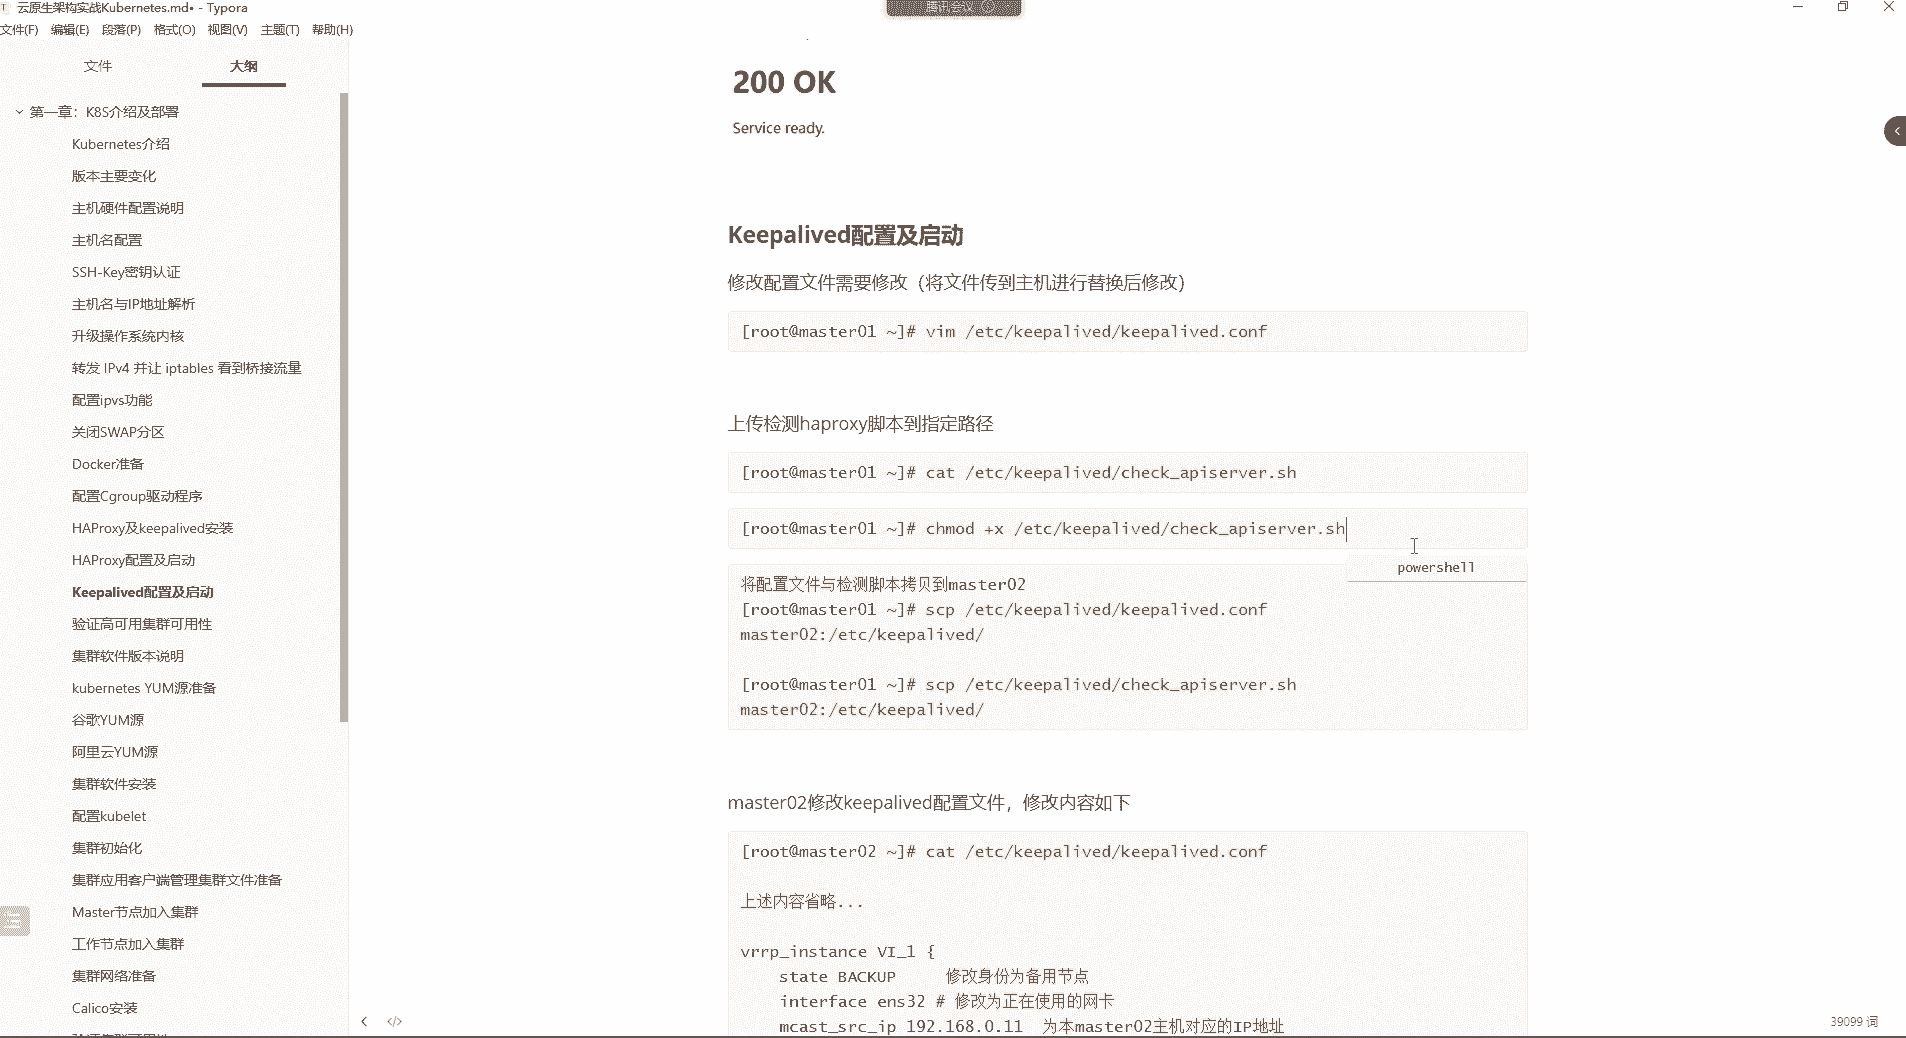 云原生架构实战Kubernetes.md• - Typora
腾讯会议
文件(F) 编辑(E) 段落(P) 格式(O) 视图(V) 主题(T) 帮助(H)
文件 大纲
第一章：K8S介绍及部署
Kubernetes介绍
版本主要变化
主机硬件配置说明
主机名配置
SSH-Key密钥认证
主机名与IP地址解析
升级操作系统内核
转发 IPv4 并让 iptables 看到桥接流量
配置ipvs功能
关闭SWAP分区
Docker准备
配置Cgroup驱动程序
HAProxy及keepalived安装
HAProxy配置及启动
Keepalived配置及启动
验证高可用集群可用性
集群软件版本说明
kubernetes YUM源准备
谷歌YUM源
阿里云YUM源
集群软件安装
配置kubelet
集群初始化
集群应用客户端管理集群文件准备
Master节点加入集群
工作节点加入集群
集群网络准备
Calico安装
200 OK
Service ready.
Keepalived配置及启动
修改配置文件需要修改（将文件传到主机进行替换后修改）
[root@master01 ~]# vim /etc/keepalived/keepalived.conf
上传检测haproxy脚本到指定路径
[root@master01 ~]# cat /etc/keepalived/check_apiserver.sh
[root@master01 ~]# chmod +x /etc/keepalived/check_apiserver.sh
powershell
将配置文件与检测脚本拷贝到master02
[root@master01 ~]# scp /etc/keepalived/keepalived.conf
master02:/etc/keepalived/
[root@master01 ~]# scp /etc/keepalived/check_apiserver.sh
master02:/etc/keepalived/
master02修改keepalived配置文件，修改内容如下
[root@master02 ~]# cat /etc/keepalived/keepalived.conf
上述内容省略...
vrrp_instance VI_1 {
state BACKUP 修改身份为备用节点
interface ens32 # 修改为正在使用的网卡
mcast_src_ip 192.168.0.11 为本master02主机对应的IP地址
39099 词